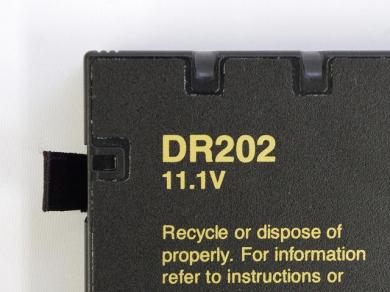 DR202
11.1V
Recycle or dispose of
properly. For information
refer to instructions or